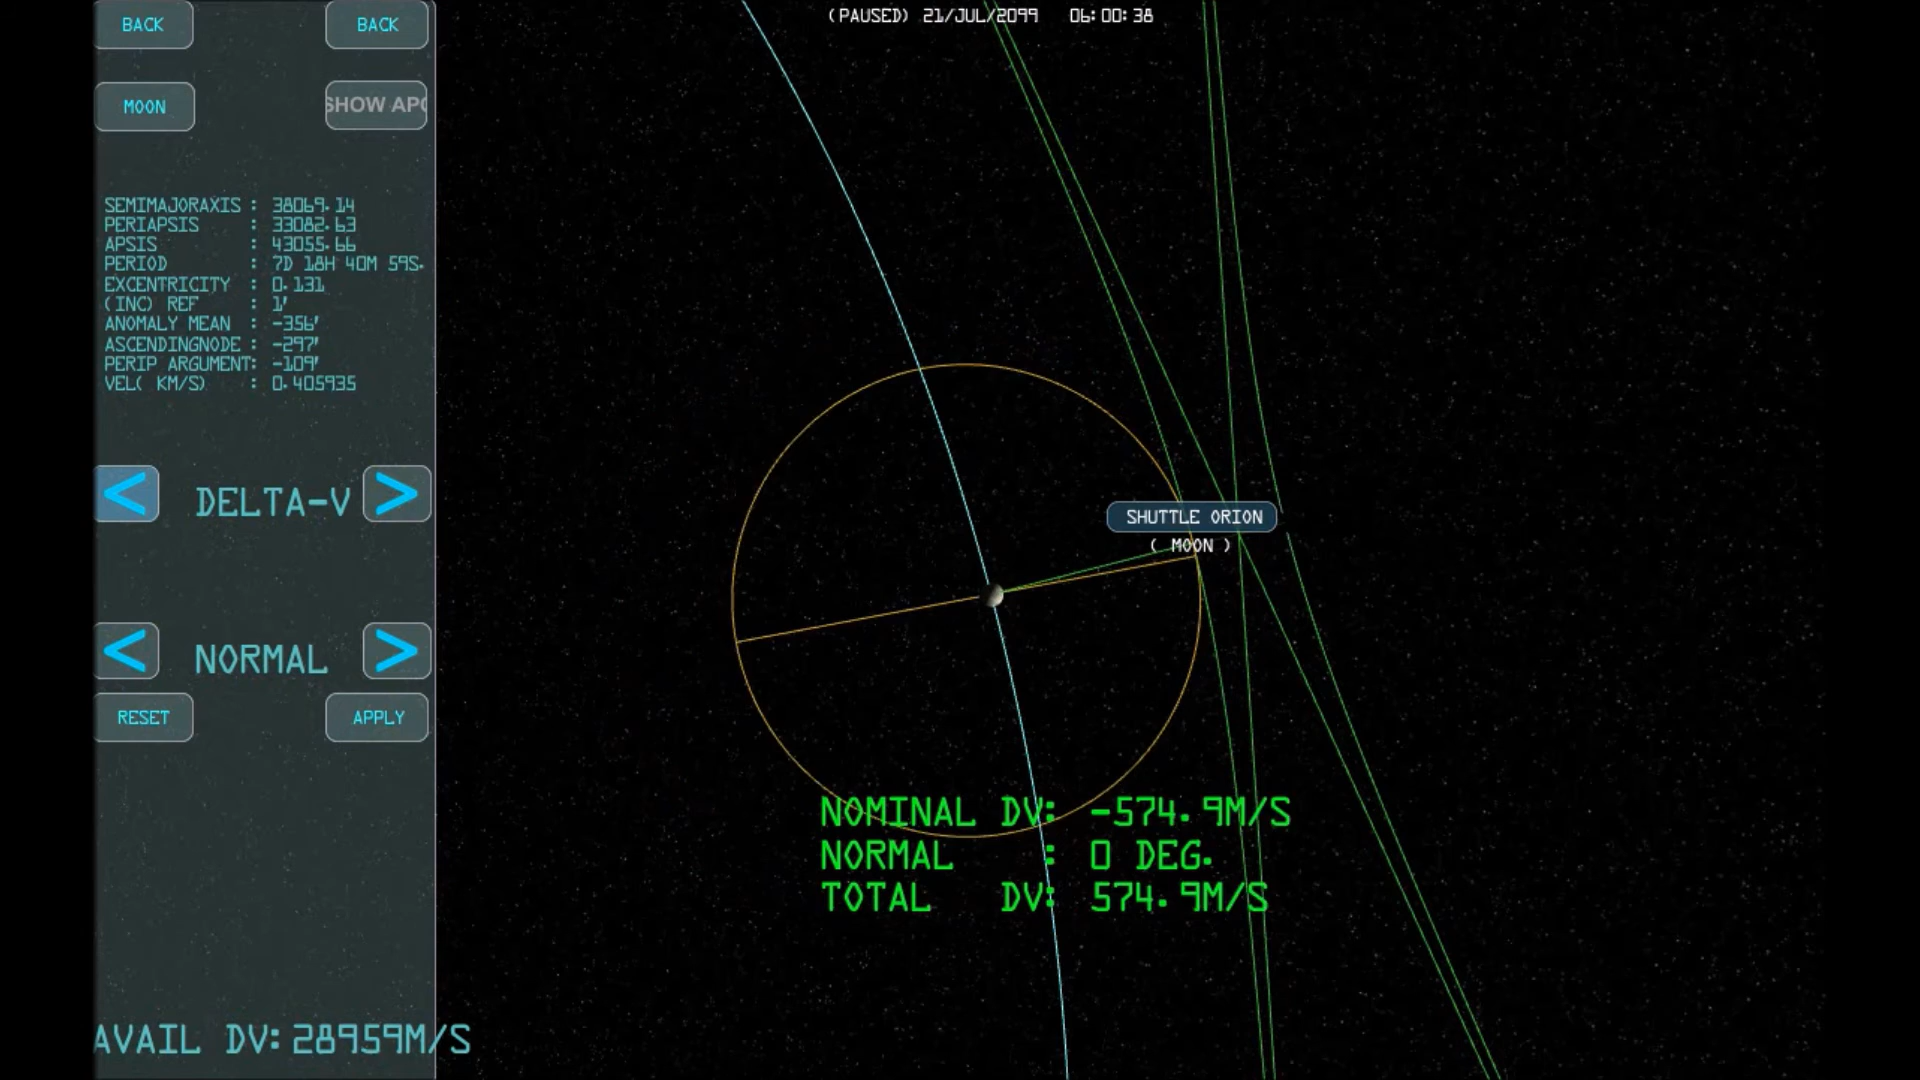 (PAUSED) 21/JUL/2099 06:00:38
BACK
BACK
MOON
SHOW APO
SEMIMAJORAXIS : 38069.14
PERIAPSIS : 33082.63
APSIS : 43055.66
PERIOD : 7D 18H 40M 59S.
EXCENTRICITY : 0.131
(INC) REF : 1'
ANOMALY MEAN : -356'
ASCENDINGNODE : -297'
PERIP ARGUMENT: -109'
VEL( KM/S) : 0.405935
< DELTA-V >
SHUTTLE ORION
( MOON )
< NORMAL >
RESET
APPLY
NOMINAL DV: -574.9M/S
NORMAL : 0 DEG.
TOTAL DV: 574.9M/S
AVAIL DV: 28959M/S